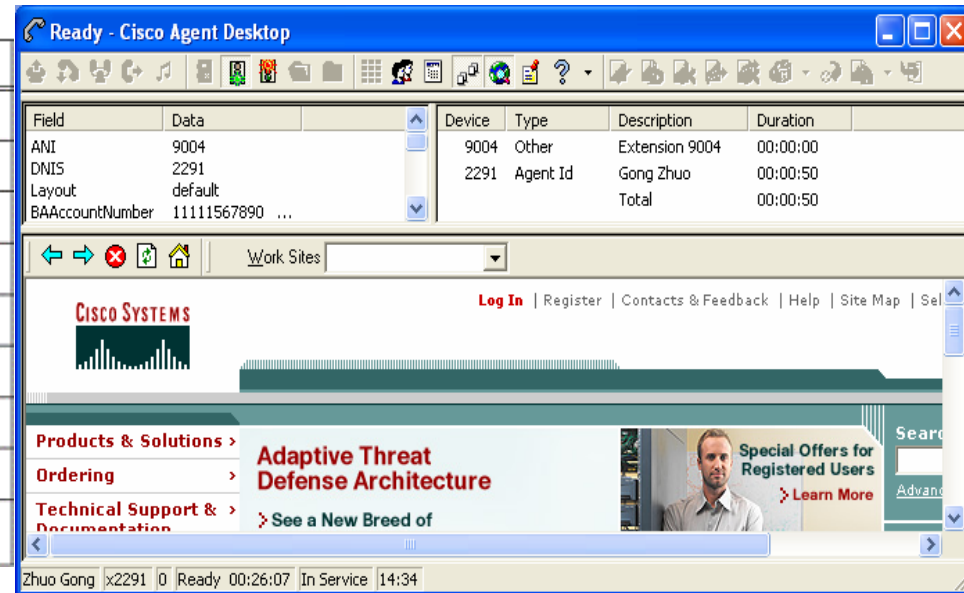 Ready - Cisco Agent Desktop
Field Data
ANI 9004
DNIS 2291
Layout default
BAAccountNumber 11111567890 ...
Device Type Description Duration
9004 Other Extension 9004 00:00:00
2291 Agent Id Gong Zhuo 00:00:50
Total 00:00:50
Work Sites
CISCO SYSTEMS
Log In | Register | Contacts & Feedback | Help | Site Map | Sel
Products & Solutions >
Ordering >
Technical Support & >
Documentation
Adaptive Threat
Defense Architecture
> See a New Breed of
Special Offers for
Registered Users
> Learn More
Sear
Advan
Zhuo Gong x2291 0 Ready 00:26:07 In Service 14:34